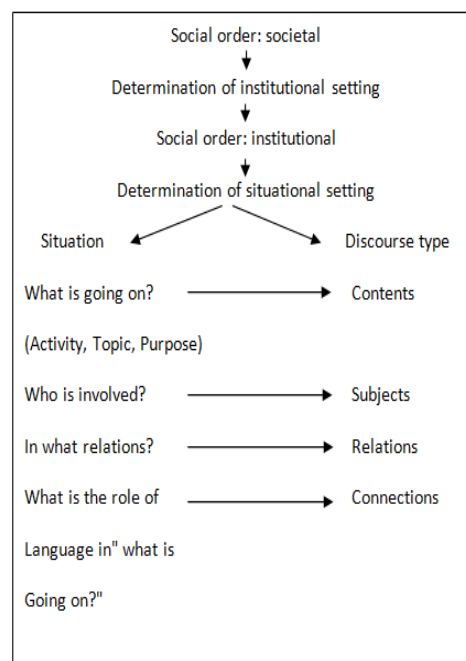 Social order: societal
Determination of institutional setting
Social order: institutional
Determination of situational setting
Situation Discourse type
What is going on? Contents
(Activity, Topic, Purpose)
Who is involved? Subjects
In what relations? Relations
What is the role of Connections
Language in" what is
Going on?"